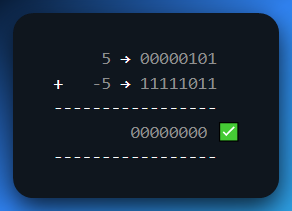 5 → 00000101
+ -5 → 11111011
-----------------
00000000 ✅
-----------------